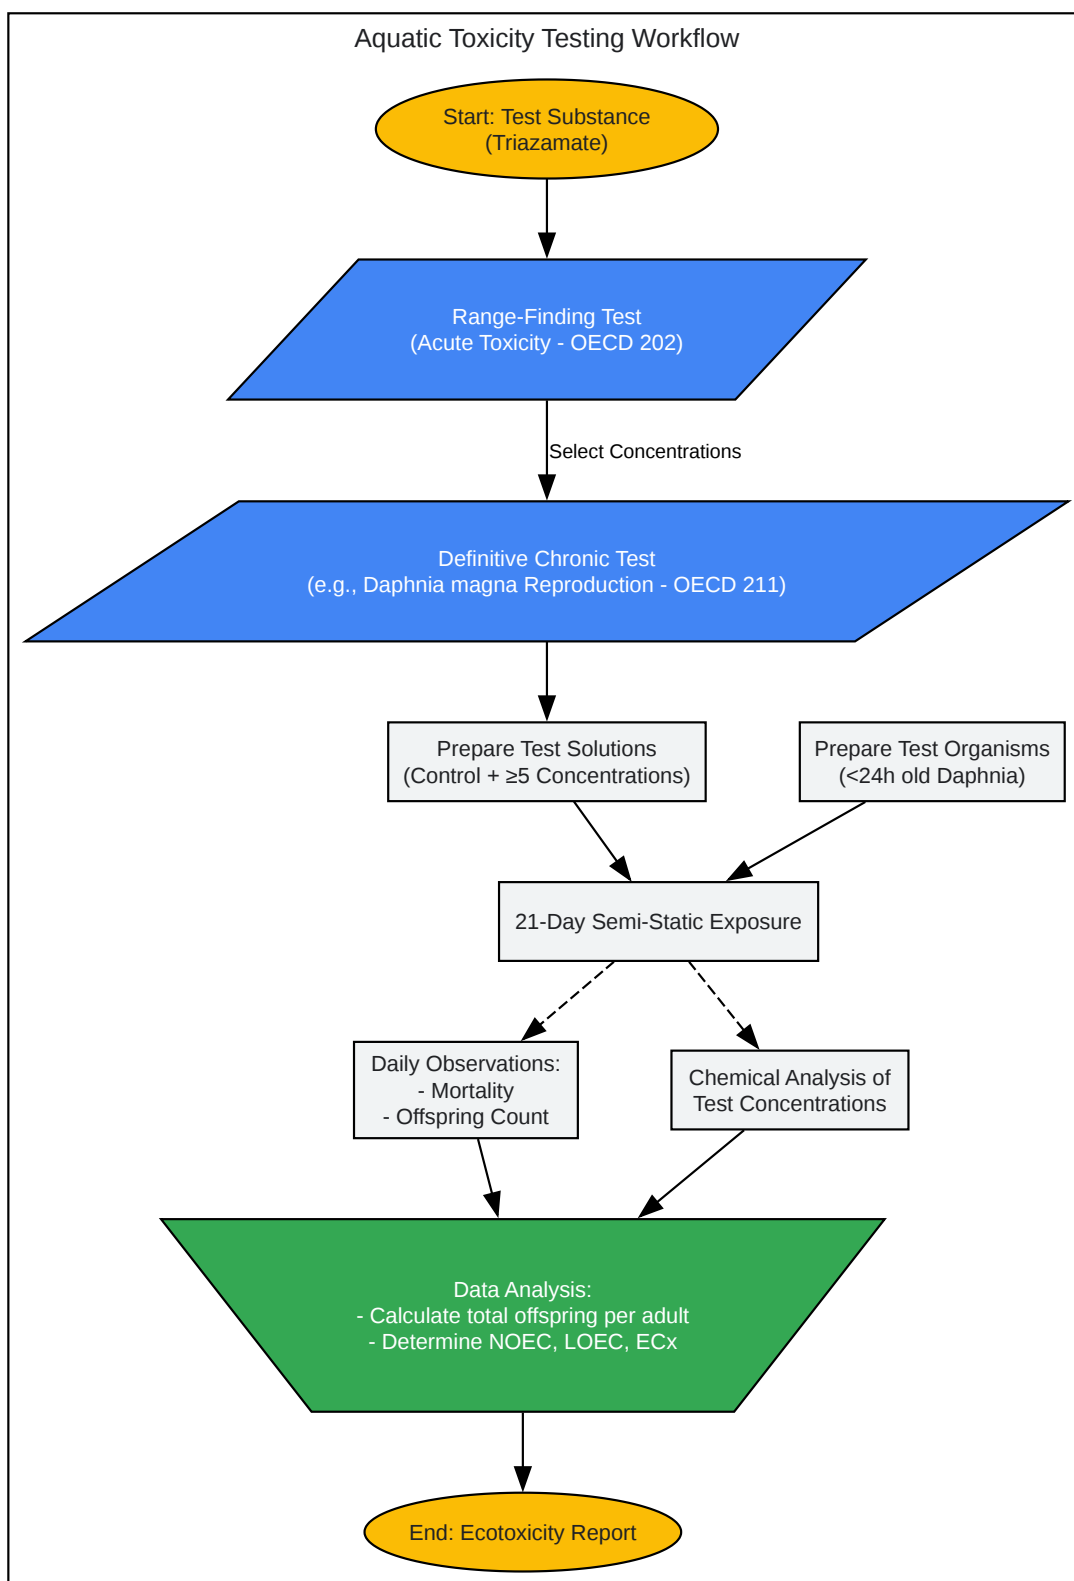 Aquatic Toxicity Testing Workflow
Start: Test Substance
(Triazamate)
Range-Finding Test
(Acute Toxicity - OECD 202)
Select Concentrations
Definitive Chronic Test
(e.g., Daphnia magna Reproduction - OECD 211)
Prepare Test Solutions
(Control + ≥5 Concentrations)
Prepare Test Organisms
(<24h old Daphnia)
21-Day Semi-Static Exposure
Daily Observations:
- Mortality
- Offspring Count
Chemical Analysis of
Test Concentrations
Data Analysis:
- Calculate total offspring per adult
- Determine NOEC, LOEC, ECx
End: Ecotoxicity Report